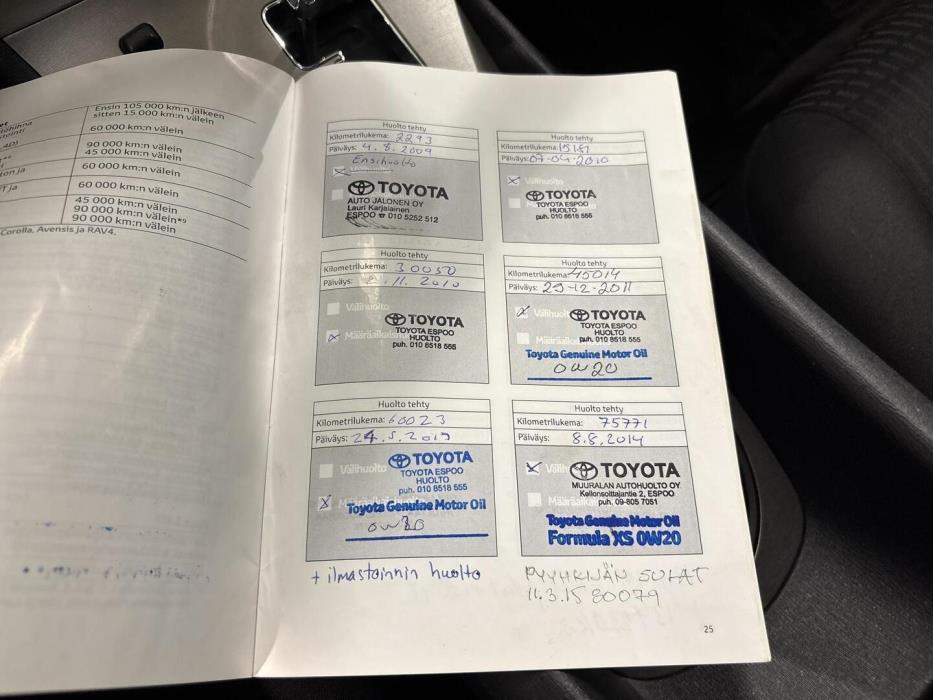 Ensin 105 000 km:n jälkeen
sitten 15 000 km:n välein
60 000 km:n välein
90 000 km:n välein
45 000 km:n välein
60 000 km:n välein
60 000 km:n välein
45 000 km:n välein
90 000 km:n välein
90 000 km:n välein*⁹
Corolla, Avensis ja RAV4.
Huolto tehty
Kilometrilukema: 2293
Päiväys: 4.8.2009
Ensihuolto
TOYOTA
AUTO JALONEN OY
Lauri Karjalainen
ESPOO ☎ 010 5252 512
Huolto tehty
Kilometrilukema: 15181
Päiväys: 07-04-2010
Välihuolto
TOYOTA
TOYOTA ESPOO
HUOLTO
puh. 010 8518 555
Huolto tehty
Kilometrilukema: 30050
Päiväys: 2.11.2010
Välihuolto
Määräaikais
TOYOTA
TOYOTA ESPOO
HUOLTO
puh. 010 8518 555
Huolto tehty
Kilometrilukema: 45014
Päiväys: 29-12-2011
Välihuolto
TOYOTA
TOYOTA ESPOO
HUOLTO
puh. 010 8518 555
Toyota Genuine Motor Oil
0W20
Huolto tehty
Kilometrilukema: 60023
Päiväys: 24.5.2013
Välihuolto
TOYOTA
TOYOTA ESPOO
HUOLTO
puh. 010 8518 555
Toyota Genuine Motor Oil
+ ilmastoinnin huolto
Huolto tehty
Kilometrilukema: 75771
Päiväys: 8.8.2014
TOYOTA
MUURALAN AUTOHUOLTO OY
Kellonsoittajantie 2, ESPOO
puh. 09-805 7051
Toyota Genuine Motor Oil
Formula XS 0W20
PYYHKIJÄN SULAT
11.3.15 80079
25